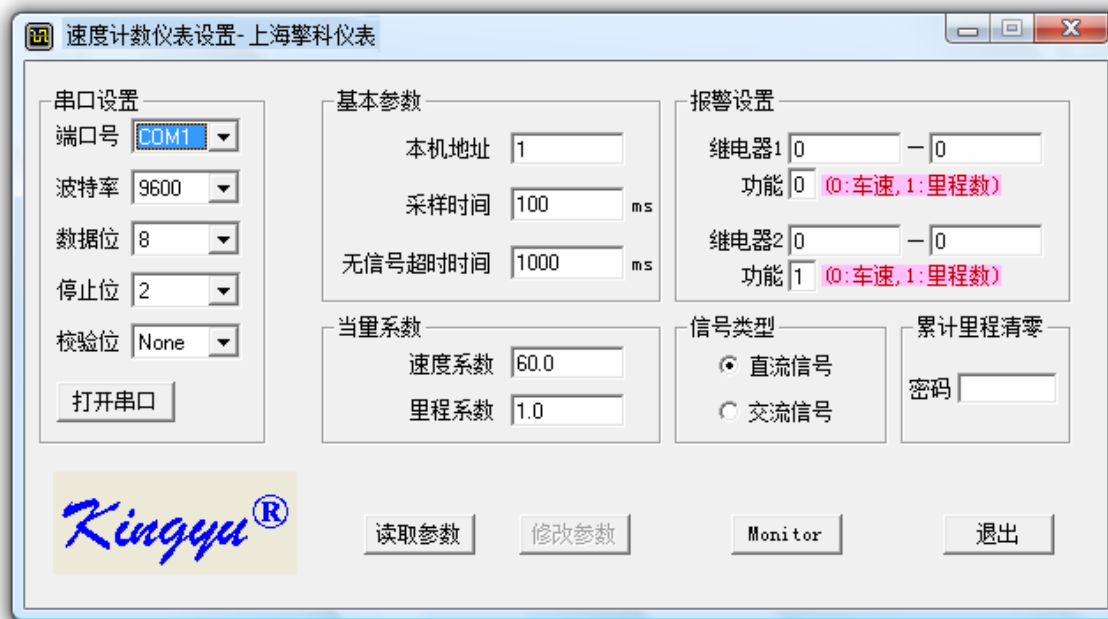 速度计数仪表设置-上海擎科仪表
串口设置
端口号 COM1
波特率 9600
数据位 8
停止位 2
校验位 None
打开串口
基本参数
本机地址 1
采样时间 100 ms
无信号超时时间 1000 ms
报警设置
继电器1 0 — 0
功能 0 (0:车速,1:里程数)
继电器2 0 — 0
功能 1 (0:车速,1:里程数)
当量系数
速度系数 60.0
里程系数 1.0
信号类型
直流信号
交流信号
累计里程清零
密码
Kingyu®
读取参数 修改参数 Monitor 退出